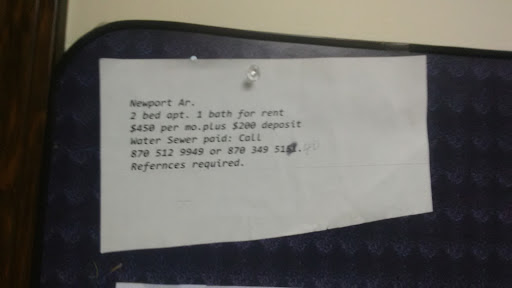 Newport Ar.
2 bed apt. 1 bath for rent
$450 per mo.plus $200 deposit
Water Sewer paid: Call
870 512 9949 or 870 349
Refernces required.